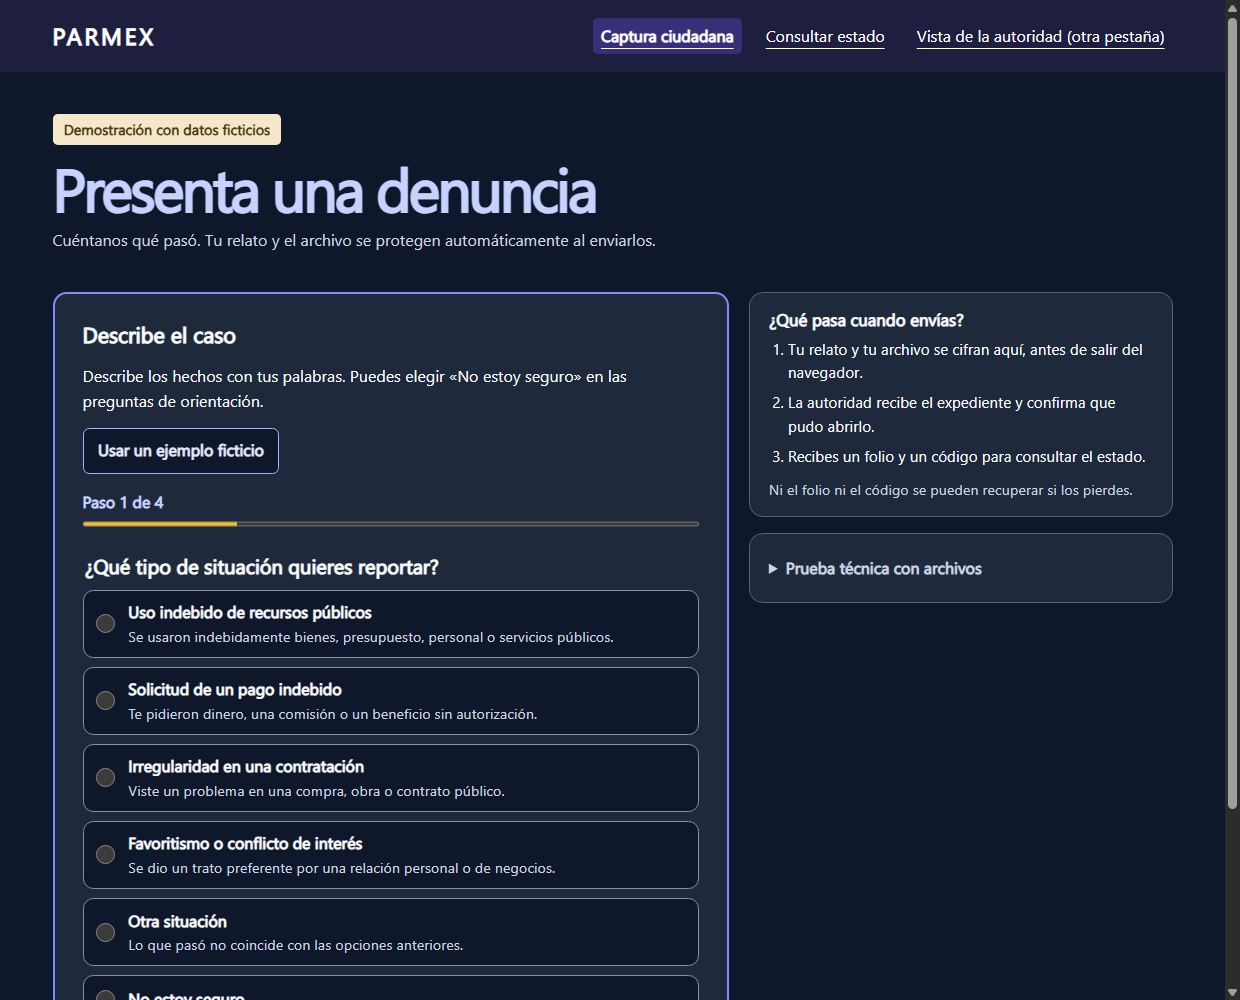 PARMEX
Captura ciudadana
Consultar estado
Vista de la autoridad (otra pestaña)
Demostración con datos ficticios
Presenta una denuncia
Cuéntanos qué pasó. Tu relato y el archivo se protegen automáticamente al enviarlos.
Describe el caso
Describe los hechos con tus palabras. Puedes elegir «No estoy seguro» en las
preguntas de orientación.
Usar un ejemplo ficticio
Paso 1 de 4
¿Qué tipo de situación quieres reportar?
Uso indebido de recursos públicos
Se usaron indebidamente bienes, presupuesto, personal o servicios públicos.
Solicitud de un pago indebido
Te pidieron dinero, una comisión o un beneficio sin autorización.
Irregularidad en una contratación
Viste un problema en una compra, obra o contrato público.
Favoritismo o conflicto de interés
Se dio un trato preferente por una relación personal o de negocios.
Otra situación
Lo que pasó no coincide con las opciones anteriores.
No estoy seguro
¿Qué pasa cuando envías?
1. Tu relato y tu archivo se cifran aquí, antes de salir del
navegador.
2. La autoridad recibe el expediente y confirma que
pudo abrirlo.
3. Recibes un folio y un código para consultar el estado.
Ni el folio ni el código se pueden recuperar si los pierdes.
Prueba técnica con archivos